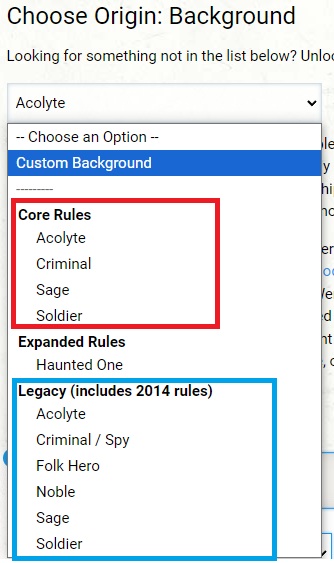 Choose Origin: Background
Looking for something not in the list below? Unlo
Acolyte
-- Choose an Option --
Custom Background
---------
Core Rules
Acolyte
Criminal
Sage
Soldier
Expanded Rules
Haunted One
Legacy (includes 2014 rules)
Acolyte
Criminal / Spy
Folk Hero
Noble
Sage
Soldier